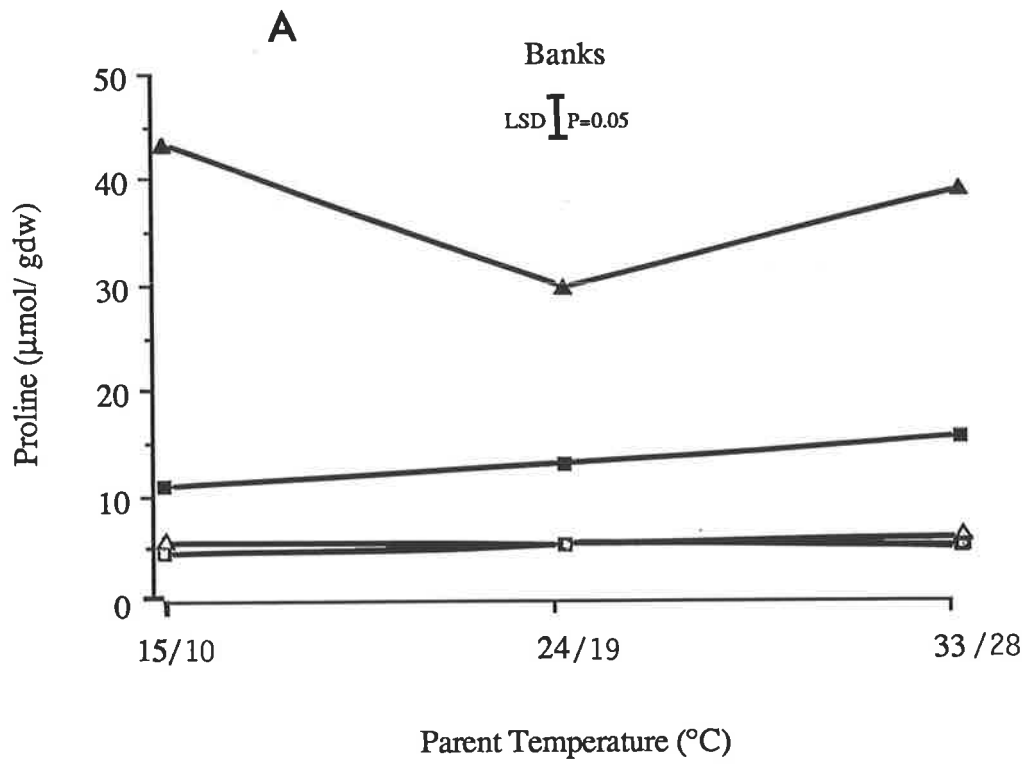 A
Banks
LSD P=0.05
50
40
30
20
10
0
Proline (µmol/ gdw)
15/10
24/19
33/28
Parent Temperature (°C)